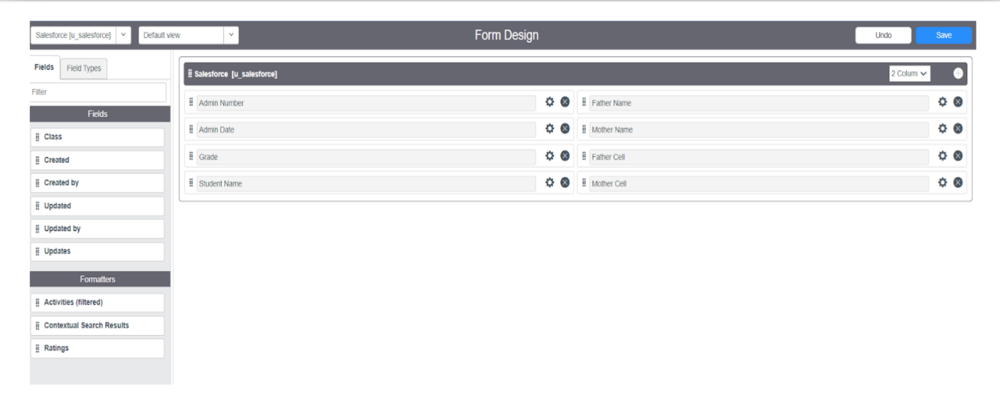 Salesforce [u_salesforce] Default view Form Design Undo Save
Fields Field Types
Filter
Fields
Class
Created
Created by
Updated
Updated by
Updates
Formatters
Activities (filtered)
Contextual Search Results
Ratings
Salesforce [u_salesforce] 2 Colum
Admin Number Father Name
Admin Date Mother Name
Grade Father Cell
Student Name Mother Cell